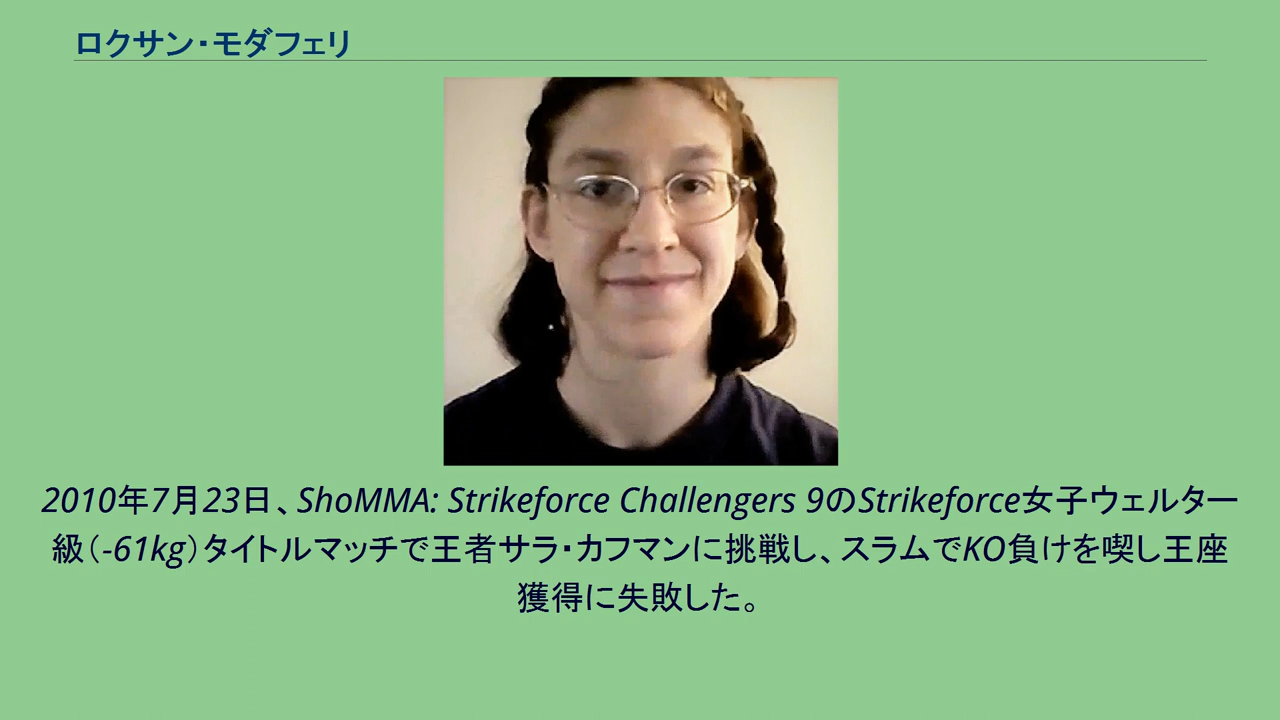 ロクサン・モダフェリ
2010年7月23日、ShoMMA: Strikeforce Challengers 9のStrikeforce女子ウェルター
級（-61kg）タイトルマッチで王者サラ・カフマンに挑戦し、スラムでKO負けを喫し王座
獲得に失敗した。